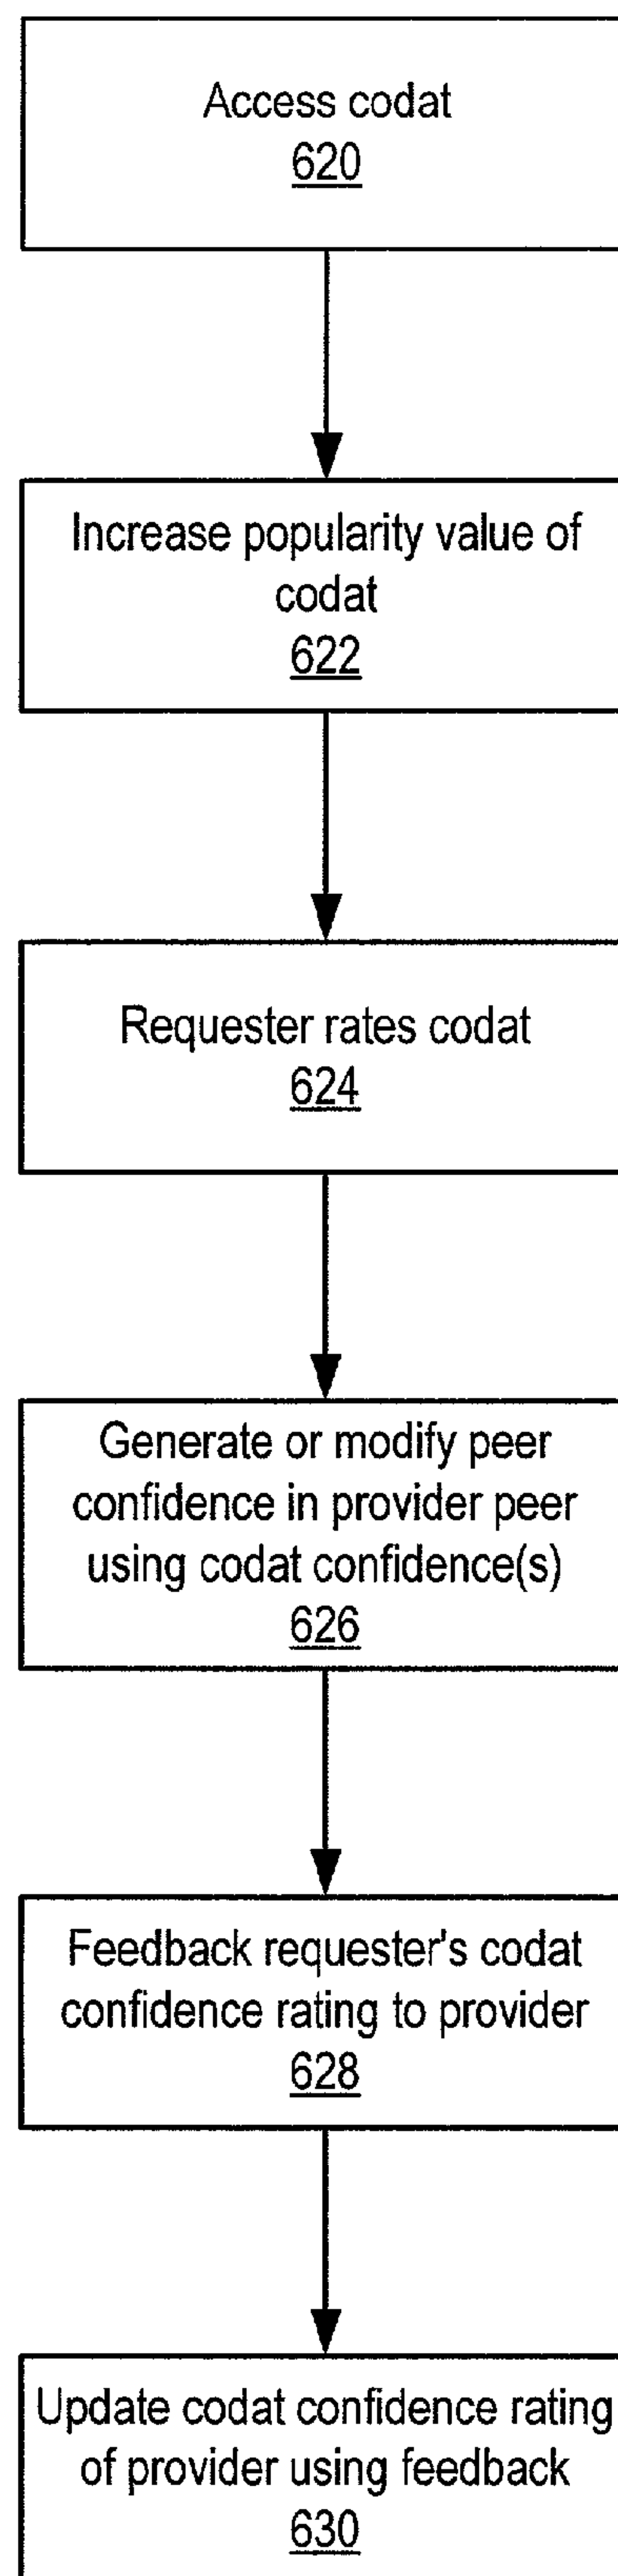 Access codat
620
Increase popularity value of
codat
622
Requester rates codat
624
Generate or modify peer
confidence in provider peer
using codat confidence(s)
626
Feedback requester's codat
confidence rating to provider
628
Update codat confidence rating
of provider using feedback
630